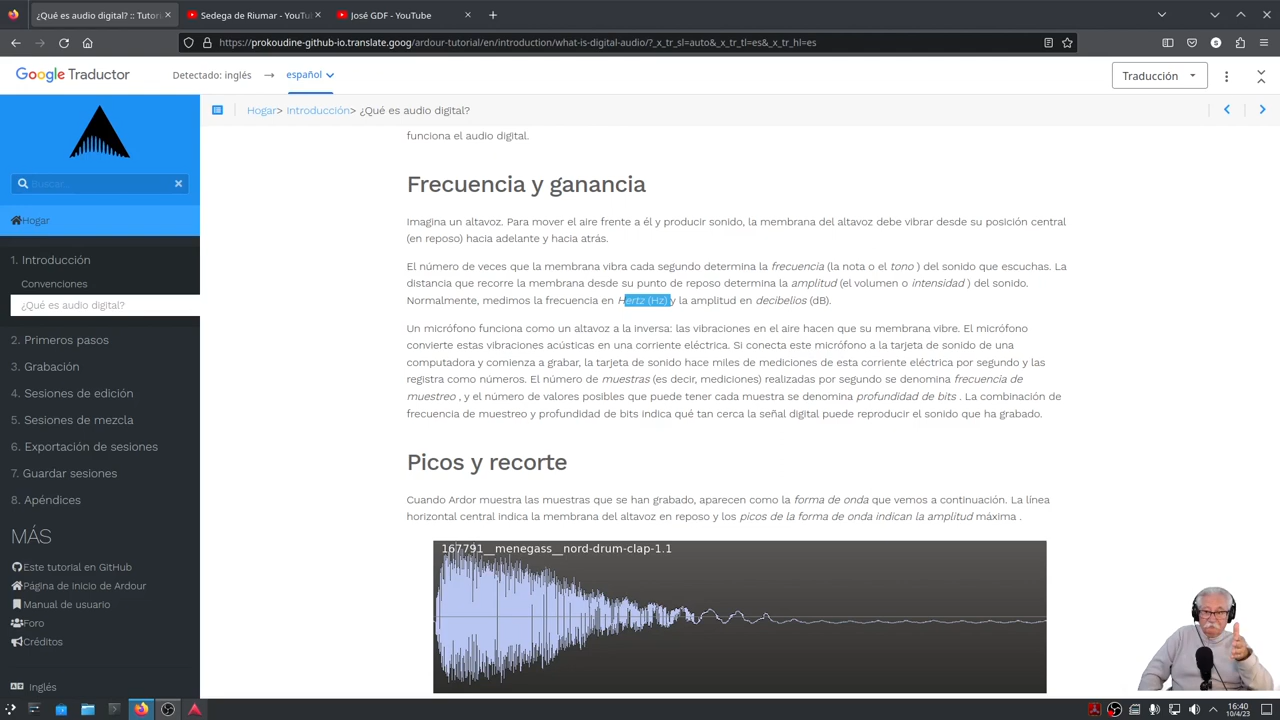 ¿Qué es audio digital? :: Tutori
Sedega de Riumar - YouTu
José GDF - YouTube
https://prokoudine-github-io.translate.goog/ardour-tutorial/en/introduction/what-is-digital-audio/?_x_tr_sl=auto&_x_tr_tl=es&_x_tr_hl=es
Google Traductor
Detectado: inglés → español
Traducción
Hogar> Introducción> ¿Qué es audio digital?
Buscar...
Hogar
1. Introducción
Convenciones
¿Qué es audio digital?
2. Primeros pasos
3. Grabación
4. Sesiones de edición
5. Sesiones de mezcla
6. Exportación de sesiones
7. Guardar sesiones
8. Apéndices
MÁS
Este tutorial en GitHub
Página de inicio de Ardour
Manual de usuario
Foro
Créditos
Inglés
funciona el audio digital.
Frecuencia y ganancia
Imagina un altavoz. Para mover el aire frente a él y producir sonido, la membrana del altavoz debe vibrar desde su posición central
(en reposo) hacia adelante y hacia atrás.
El número de veces que la membrana vibra cada segundo determina la frecuencia (la nota o el tono ) del sonido que escuchas. La
distancia que recorre la membrana desde su punto de reposo determina la amplitud (el volumen o intensidad ) del sonido.
Normalmente, medimos la frecuencia en Hertz (Hz) y la amplitud en decibelios (dB).
Un micrófono funciona como un altavoz a la inversa: las vibraciones en el aire hacen que su membrana vibre. El micrófono
convierte estas vibraciones acústicas en una corriente eléctrica. Si conecta este micrófono a la tarjeta de sonido de una
computadora y comienza a grabar, la tarjeta de sonido hace miles de mediciones de esta corriente eléctrica por segundo y las
registra como números. El número de muestras (es decir, mediciones) realizadas por segundo se denomina frecuencia de
muestreo , y el número de valores posibles que puede tener cada muestra se denomina profundidad de bits . La combinación de
frecuencia de muestreo y profundidad de bits indica qué tan cerca la señal digital puede reproducir el sonido que ha grabado.
Picos y recorte
Cuando Ardor muestra las muestras que se han grabado, aparecen como la forma de onda que vemos a continuación. La línea
horizontal central indica la membrana del altavoz en reposo y los picos de la forma de onda indican la amplitud máxima .
167791__menegass__nord-drum-clap-1.1
16:40
10/4/23